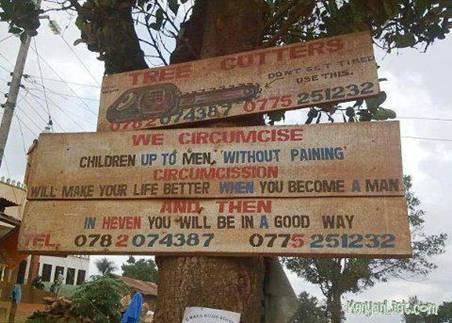 TREE CUTTERS
DON'T GET TIRED
USE THIS.
0782 074387 0775 251232
WE CIRCUMCISE
CHILDREN UP TO MEN, 'WITHOUT PAINING'
CIRCUMCISSION
WILL MAKE YOUR LIFE BETTER WHEN YOU BECOME A MAN
AND THEN
IN HEVEN YOU WILL BE IN A GOOD WAY
TEL, 0782 074387 0775 251232
KenyanList.com